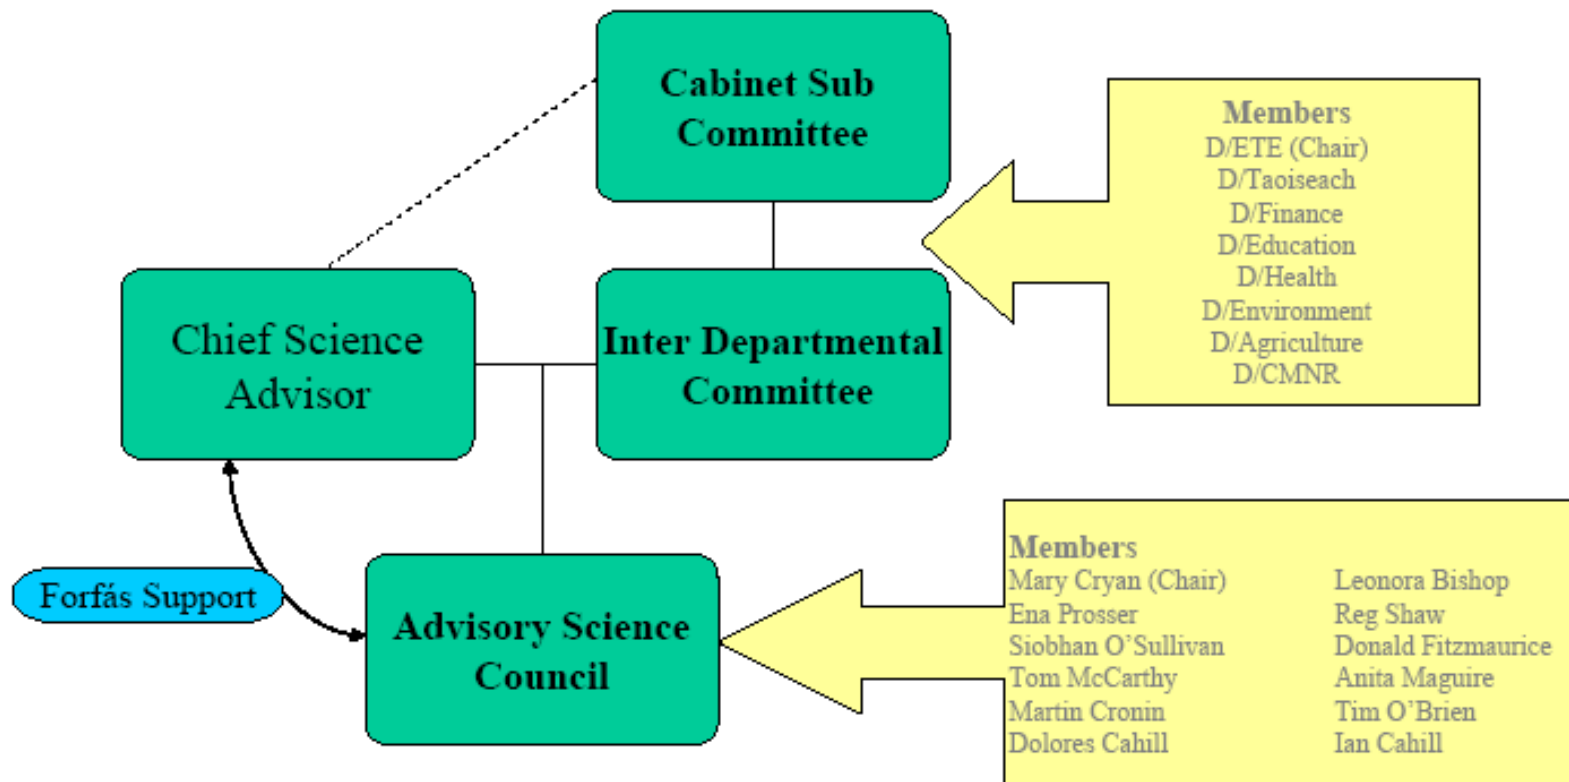 Cabinet Sub
Committee
Members
D/ETE (Chair)
D/Taoiseach
D/Finance
D/Education
D/Health
D/Environment
D/Agriculture
D/CMNR
Chief Science
Advisor
Inter Departmental
Committee
Forfás Support
Advisory Science
Council
Members
Mary Cryan (Chair)
Ena Prosser
Siobhan O’Sullivan
Tom McCarthy
Martin Cronin
Dolores Cahill
Leonora Bishop
Reg Shaw
Donald Fitzmaurice
Anita Maguire
Tim O’Brien
Ian Cahill